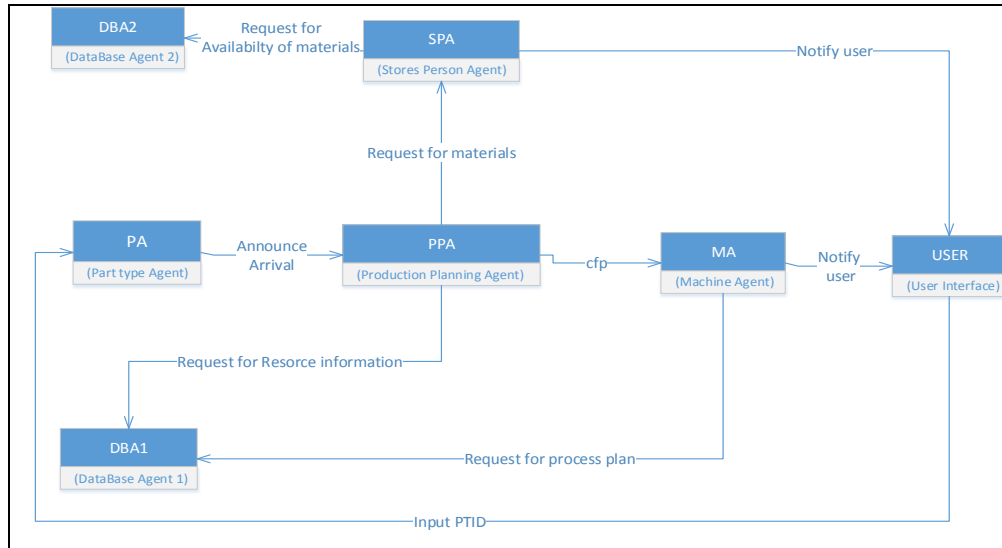 DBA2
(DataBase Agent 2)
Request for
Availabilty of materials
SPA
(Stores Person Agent)
Notify user
Request for materials
PA
(Part type Agent)
Announce
Arrival
PPA
(Production Planning Agent)
cfp
MA
(Machine Agent)
Notify
user
USER
(User Interface)
Request for Resorce information
DBA1
(DataBase Agent 1)
Request for process plan
Input PTID